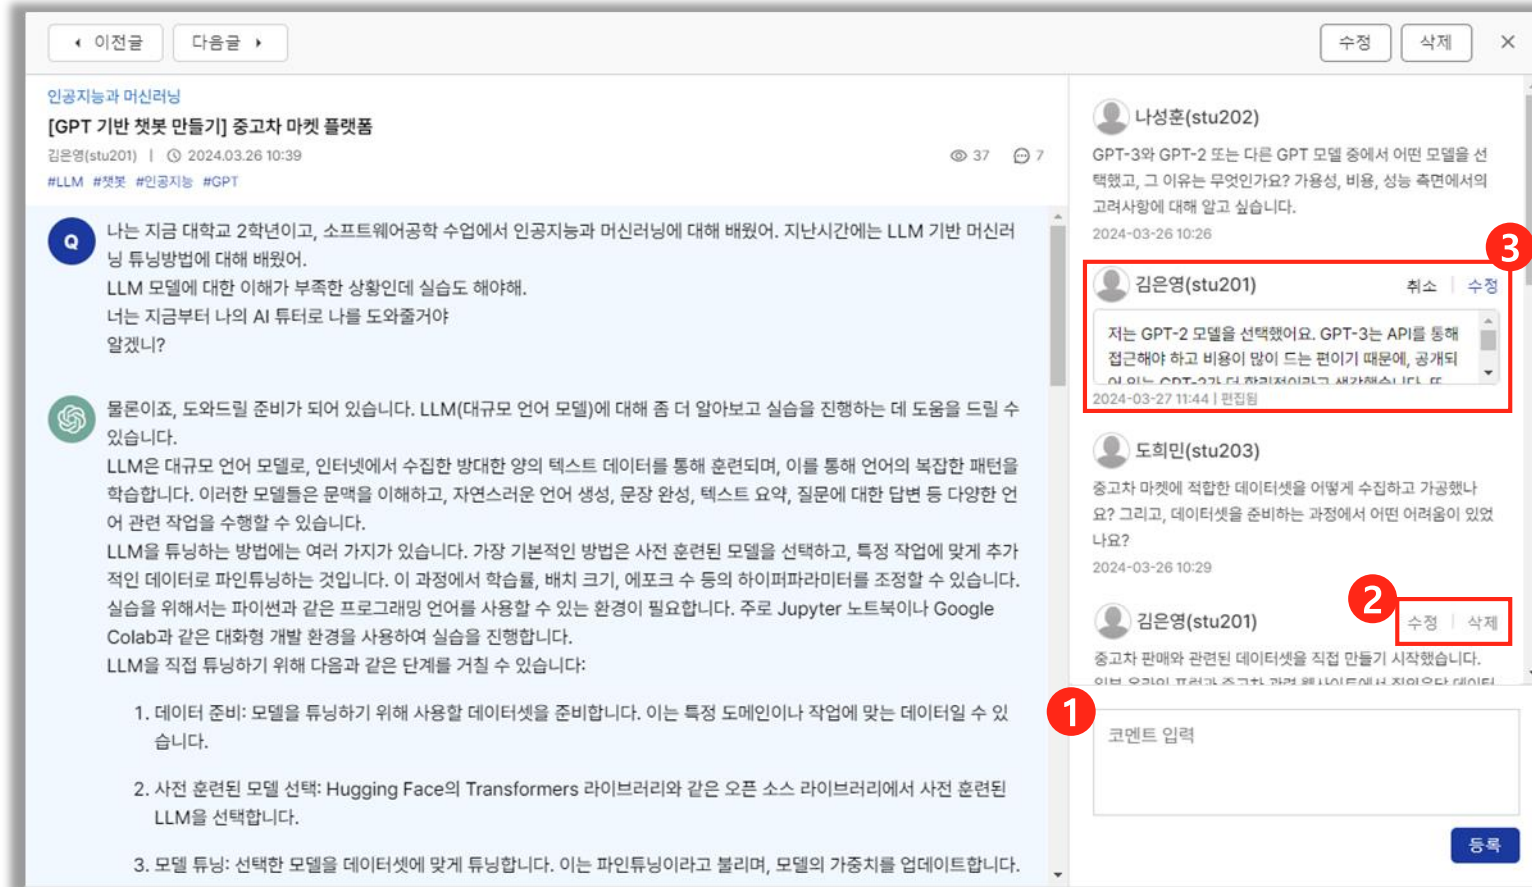 이전글
다음글
수정
삭제
인공지능과 머신러닝
[GPT 기반 챗봇 만들기] 중고차 마켓 플랫폼
김은영(stu201) | 2024.03.26 10:39
37
7
#LLM #챗봇 #인공지능 #GPT
Q
나는 지금 대학교 2학년이고, 소프트웨어공학 수업에서 인공지능과 머신러닝에 대해 배웠어. 지난시간에는 LLM 기반 머신러
닝 튜닝방법에 대해 배웠어.
LLM 모델에 대한 이해가 부족한 상황인데 실습도 해야해.
너는 지금부터 나의 AI 튜터로 나를 도와줄거야
알겠니?
물론이죠, 도와드릴 준비가 되어 있습니다. LLM(대규모 언어 모델)에 대해 좀 더 알아보고 실습을 진행하는 데 도움을 드릴 수
있습니다.
LLM은 대규모 언어 모델로, 인터넷에서 수집한 방대한 양의 텍스트 데이터를 통해 훈련되며, 이를 통해 언어의 복잡한 패턴을
학습합니다. 이러한 모델들은 문맥을 이해하고, 자연스러운 언어 생성, 문장 완성, 텍스트 요약, 질문에 대한 답변 등 다양한 언
어 관련 작업을 수행할 수 있습니다.
LLM을 튜닝하는 방법에는 여러 가지가 있습니다. 가장 기본적인 방법은 사전 훈련된 모델을 선택하고, 특정 작업에 맞게 추가
적인 데이터로 파인튜닝하는 것입니다. 이 과정에서 학습률, 배치 크기, 에포크 수 등의 하이퍼파라미터를 조정할 수 있습니다.
실습을 위해서는 파이썬과 같은 프로그래밍 언어를 사용할 수 있는 환경이 필요합니다. 주로 Jupyter 노트북이나 Google
Colab과 같은 대화형 개발 환경을 사용하여 실습을 진행합니다.
LLM을 직접 튜닝하기 위해 다음과 같은 단계를 거칠 수 있습니다:
1. 데이터 준비: 모델을 튜닝하기 위해 사용할 데이터셋을 준비합니다. 이는 특정 도메인이나 작업에 맞는 데이터일 수 있
습니다.
2. 사전 훈련된 모델 선택: Hugging Face의 Transformers 라이브러리와 같은 오픈 소스 라이브러리에서 사전 훈련된
LLM을 선택합니다.
3. 모델 튜닝: 선택한 모델을 데이터셋에 맞게 튜닝합니다. 이는 파인튜닝이라고 불리며, 모델의 가중치를 업데이트합니다.
나성훈(stu202)
GPT-3와 GPT-2 또는 다른 GPT 모델 중에서 어떤 모델을 선
택했고, 그 이유는 무엇인가요? 가용성, 비용, 성능 측면에서의
고려사항에 대해 알고 싶습니다.
2024-03-26 10:26
3
김은영(stu201)
취소 | 수정
저는 GPT-2 모델을 선택했어요. GPT-3는 API를 통해
접근해야 하고 비용이 많이 드는 편이기 때문에, 공개되
어 있는 GPT-2가 더 합리적이라고 생각했습니다. 또
2024-03-27 11:44 | 편집됨
도희민(stu203)
중고차 마켓에 적합한 데이터셋을 어떻게 수집하고 가공했나
요? 그리고, 데이터셋을 준비하는 과정에서 어떤 어려움이 있었
나요?
2024-03-26 10:29
2
김은영(stu201)
수정 | 삭제
중고차 판매와 관련된 데이터셋을 직접 만들기 시작했습니다.
일부 온라인 포럼과 중고차 관련 웹사이트에서 질의응답 데이터
1
코멘트 입력
등록